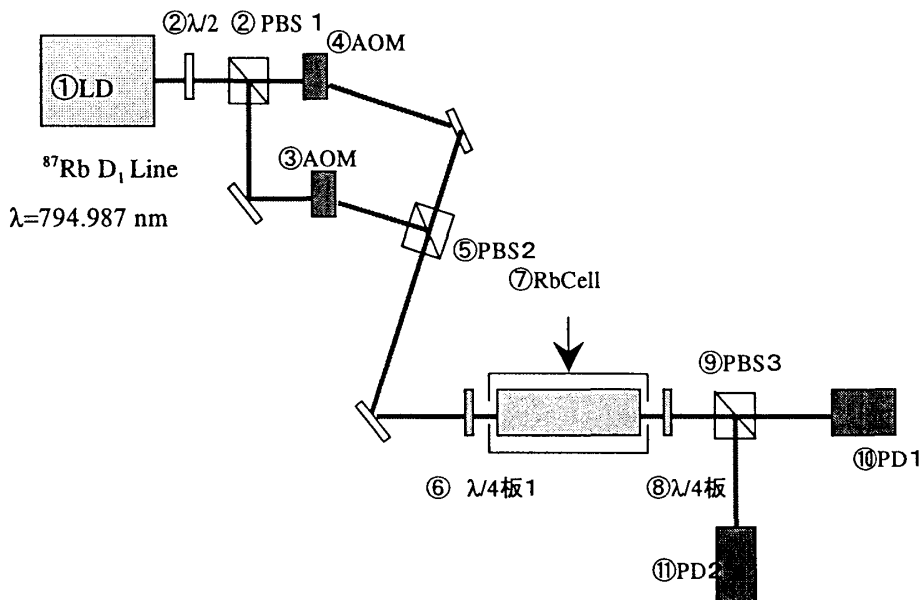 ②λ/2 ② PBS 1
④AOM
①LD
⁸⁷Rb D₁ Line
③AOM
λ=794.987 nm
⑤PBS2
⑦RbCell
⑨PBS3
⑩PD1
⑥ λ/4板1
⑧λ/4板
⑪PD2